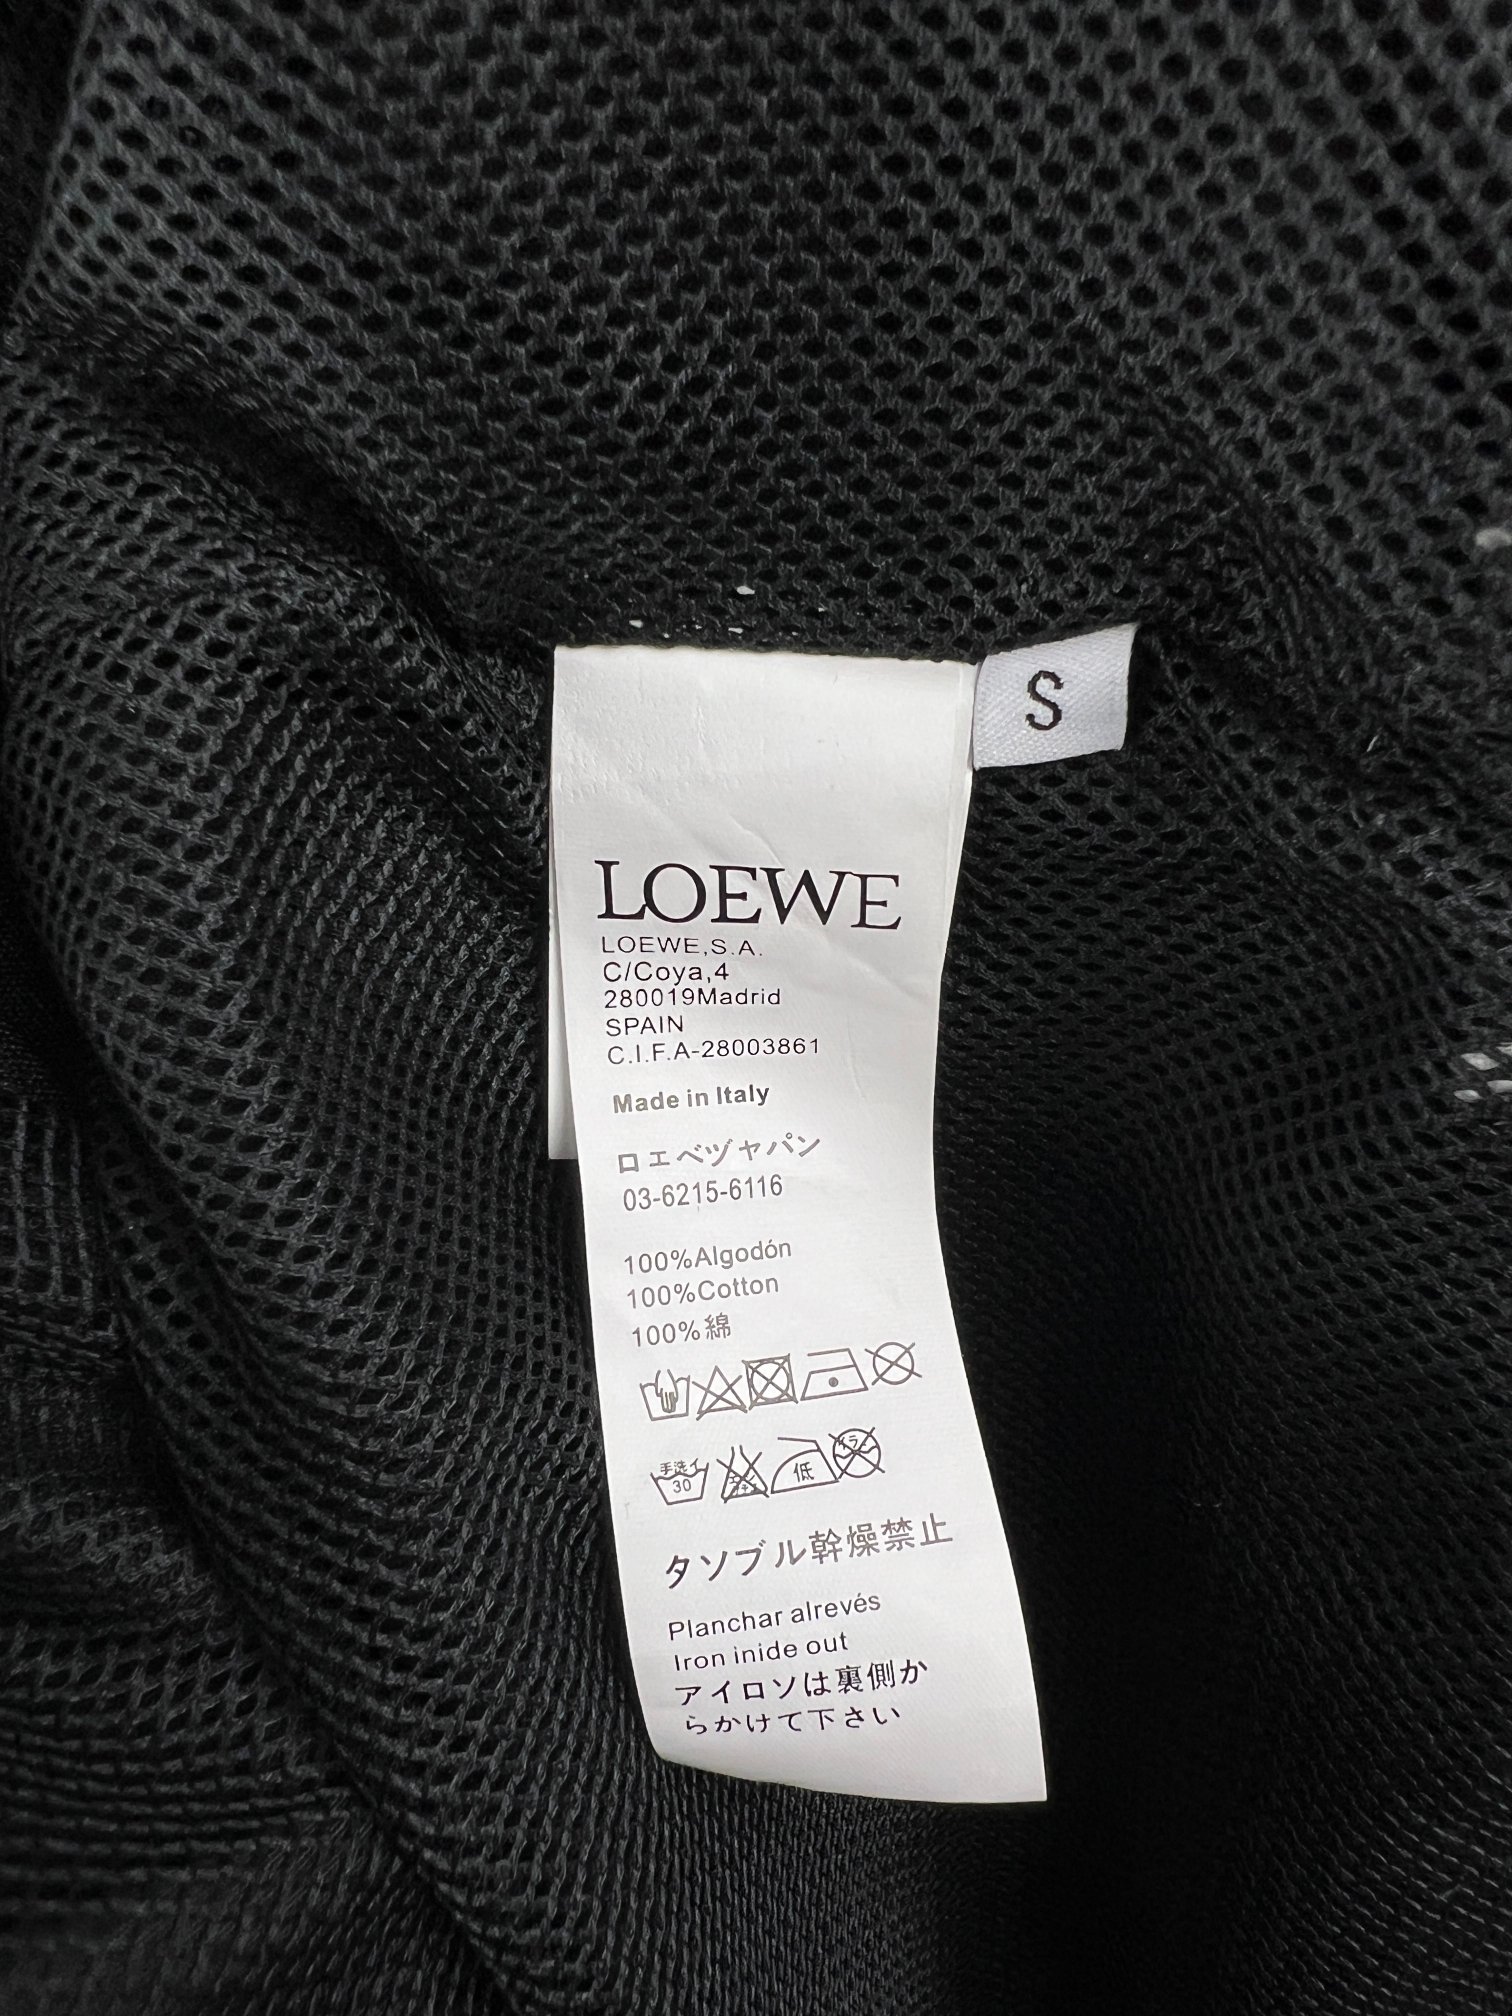 S
LOEWE
LOEWE,S.A.
C/Coya,4
280019Madrid
SPAIN
C.I.F.A-28003861
Made in Italy
ロエベヅャパン
03-6215-6116
100%Algodón
100%Cotton
100%綿
手洗イ
30
低
タソブル幹燥禁止
Planchar alrevés
Iron inide out
アイロソは裏側か
らかけて下さい